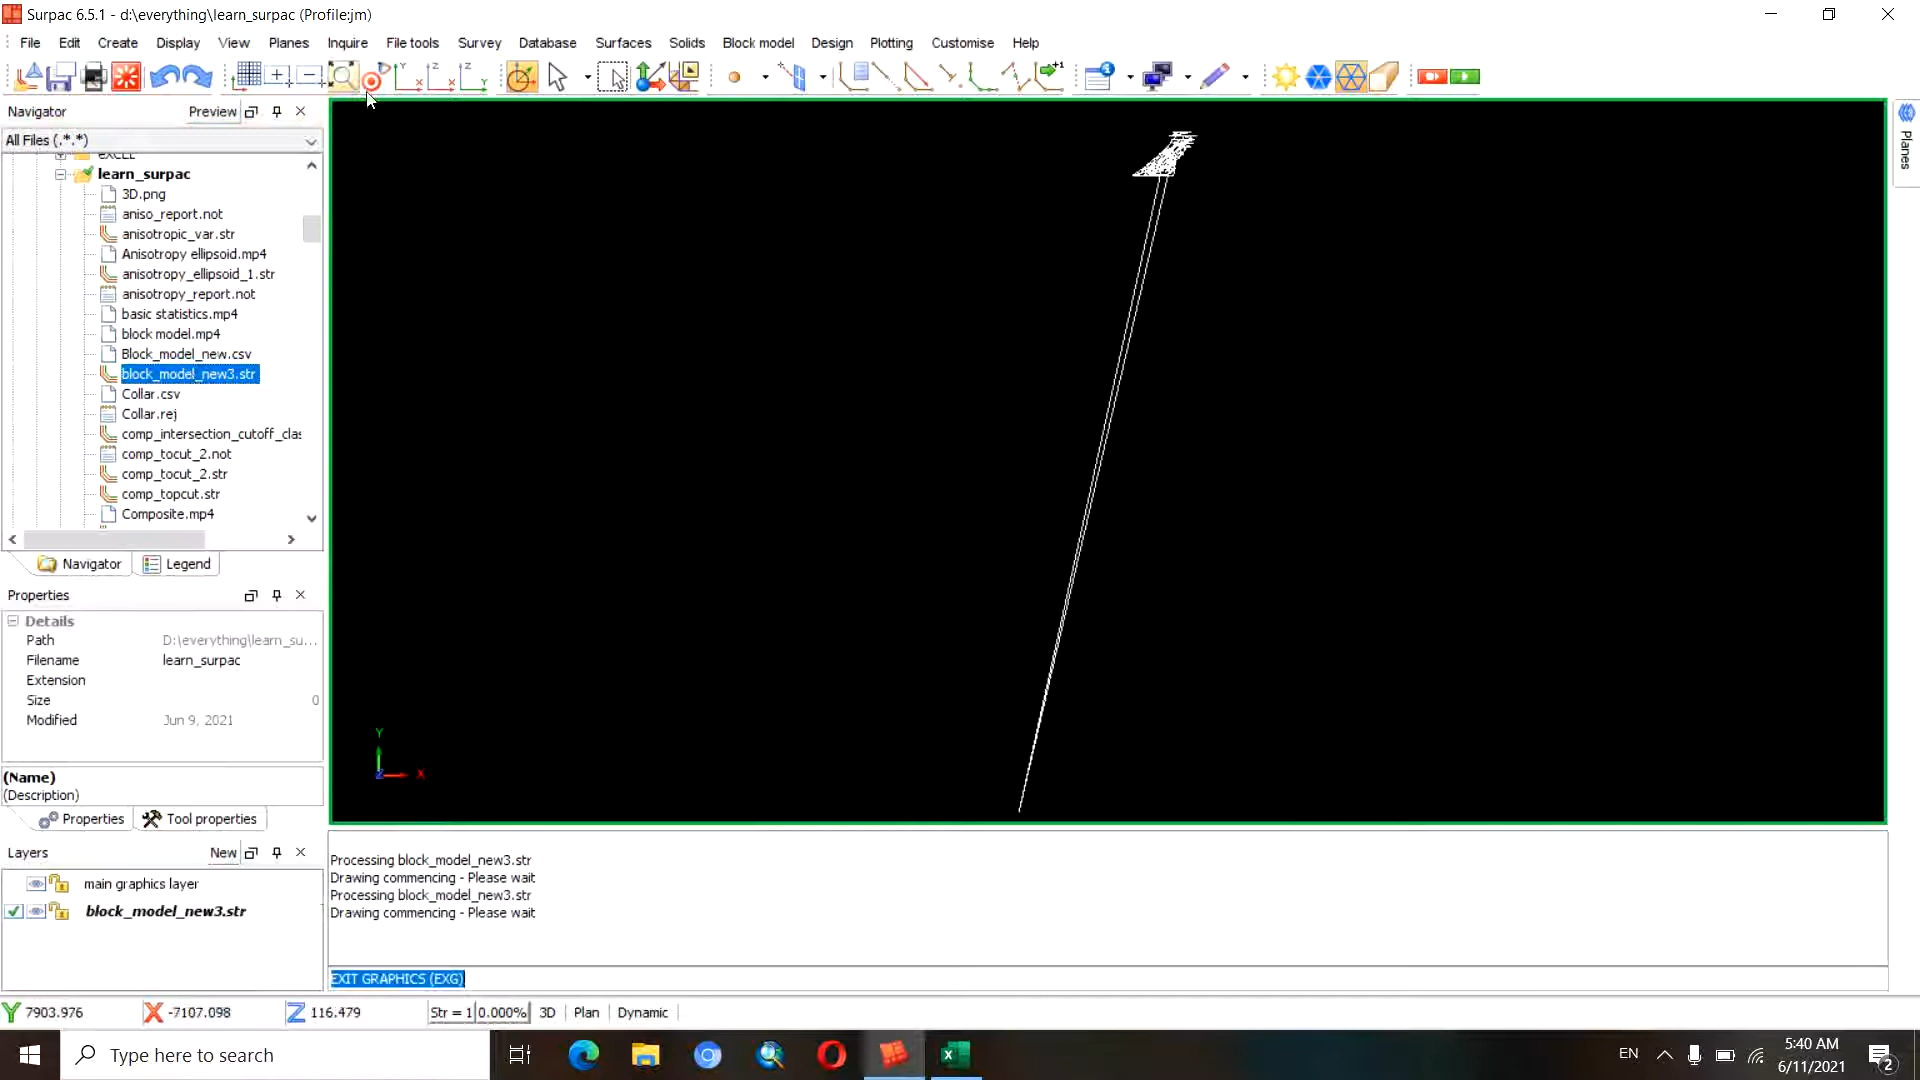 Surpac 6.5.1 - d:\everything\learn_surpac (Profile:jm)
File Edit Create Display View Planes Inquire File tools Survey Database Surfaces Solids Block model Design Plotting Customise Help
Navigator Preview
All Files (.*.*)
learn_surpac
3D.png
aniso_report.not
anisotropic_var.str
Anisotropy ellipsoid.mp4
anisotropy_ellipsoid_1.str
anisotropy_report.not
basic statistics.mp4
block model.mp4
Block_model_new.csv
block_model_new3.str
Collar.csv
Collar.rej
comp_intersection_cutoff_clas
comp_tocut_2.not
comp_tocut_2.str
comp_topcut.str
Composite.mp4
Navigator Legend
Properties
Details
Path D:\everything\learn_su...
Filename learn_surpac
Extension
Size 0
Modified Jun 9, 2021
(Name)
(Description)
Properties Tool properties
Layers New
main graphics layer
block_model_new3.str
Planes
Y
Z X
Processing block_model_new3.str
Drawing commencing - Please wait
Processing block_model_new3.str
Drawing commencing - Please wait
EXIT GRAPHICS (EXG)
Y 7903.976 X -7107.098 Z 116.479 Str = 1 0.000% 3D Plan Dynamic
Type here to search
EN
5:40 AM
6/11/2021
2